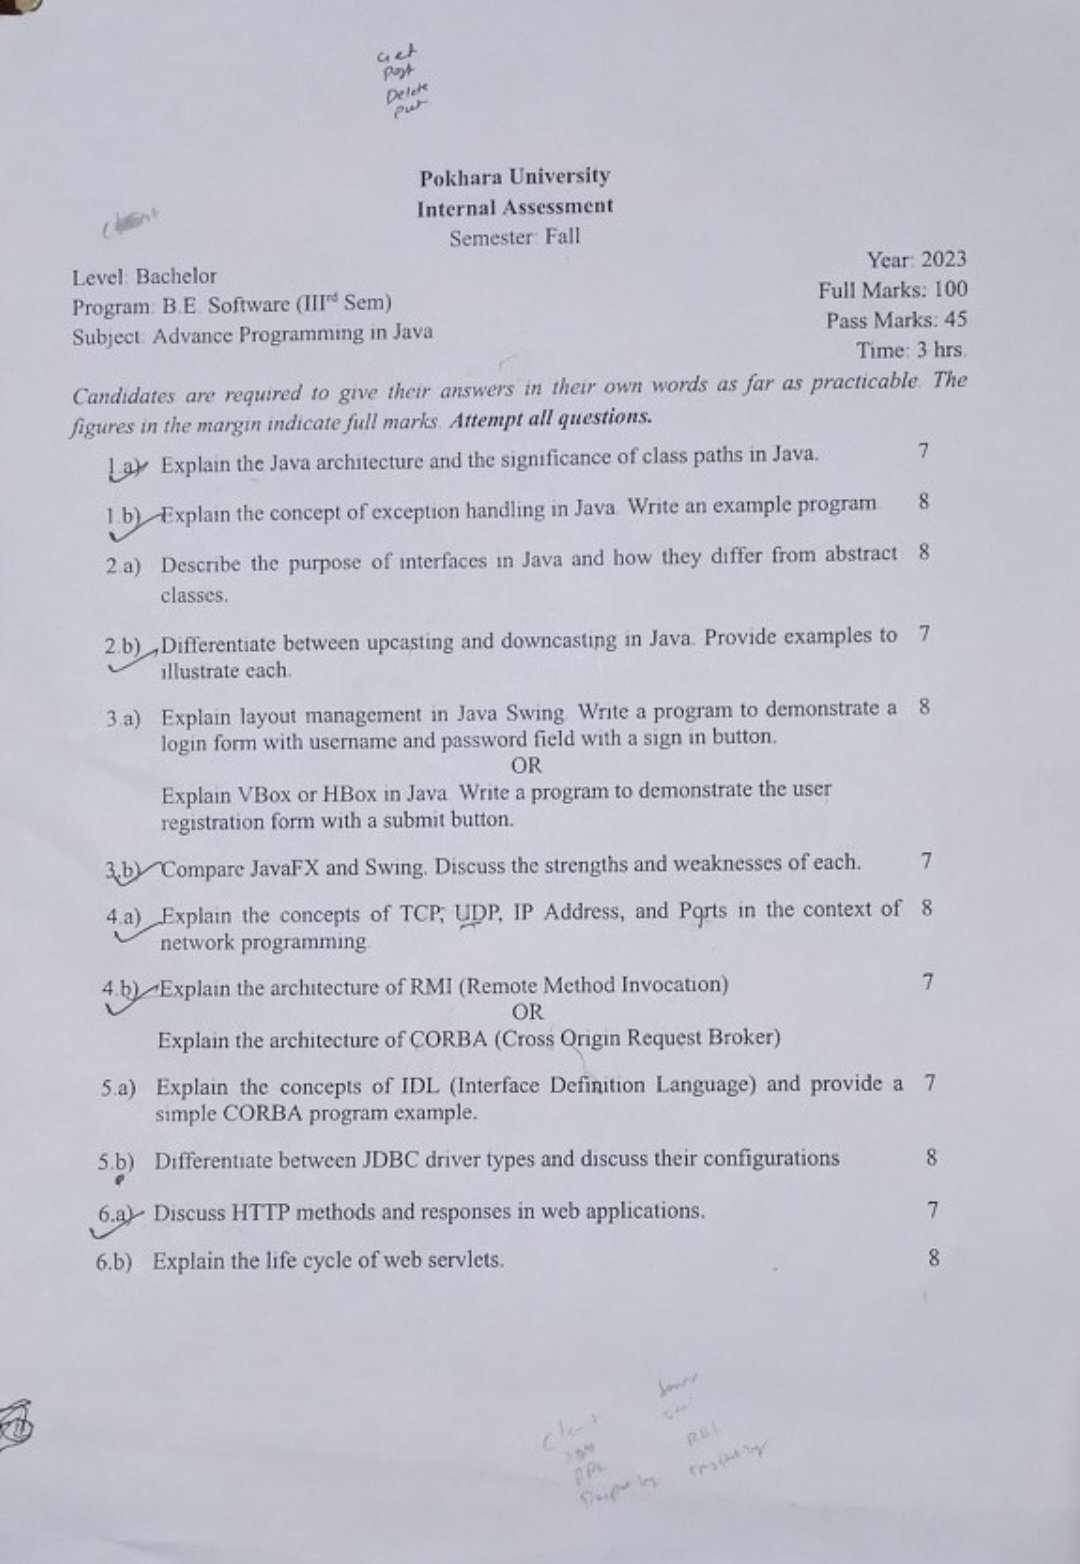 Get
Post
Delete
Put
Pokhara University
Internal Assessment
Semester: Fall
Client
Level: Bachelor
Program: B.E. Software (IIIrd Sem)
Subject: Advance Programming in Java
Year: 2023
Full Marks: 100
Pass Marks: 45
Time: 3 hrs.
Candidates are required to give their answers in their own words as far as practicable. The
figures in the margin indicate full marks. Attempt all questions.
1.a) Explain the Java architecture and the significance of class paths in Java. 7
1.b) Explain the concept of exception handling in Java. Write an example program. 8
2.a) Describe the purpose of interfaces in Java and how they differ from abstract 8
classes.
2.b) Differentiate between upcasting and downcasting in Java. Provide examples to 7
illustrate each.
3.a) Explain layout management in Java Swing. Write a program to demonstrate a 8
login form with username and password field with a sign in button.
OR
Explain VBox or HBox in Java. Write a program to demonstrate the user
registration form with a submit button.
3.b) Compare JavaFX and Swing. Discuss the strengths and weaknesses of each. 7
4.a) Explain the concepts of TCP, UDP, IP Address, and Ports in the context of 8
network programming.
4.b) Explain the architecture of RMI (Remote Method Invocation) 7
OR
Explain the architecture of CORBA (Cross Origin Request Broker)
5.a) Explain the concepts of IDL (Interface Definition Language) and provide a 7
simple CORBA program example.
5.b) Differentiate between JDBC driver types and discuss their configurations 8
6.a) Discuss HTTP methods and responses in web applications. 7
6.b) Explain the life cycle of web servlets. 8